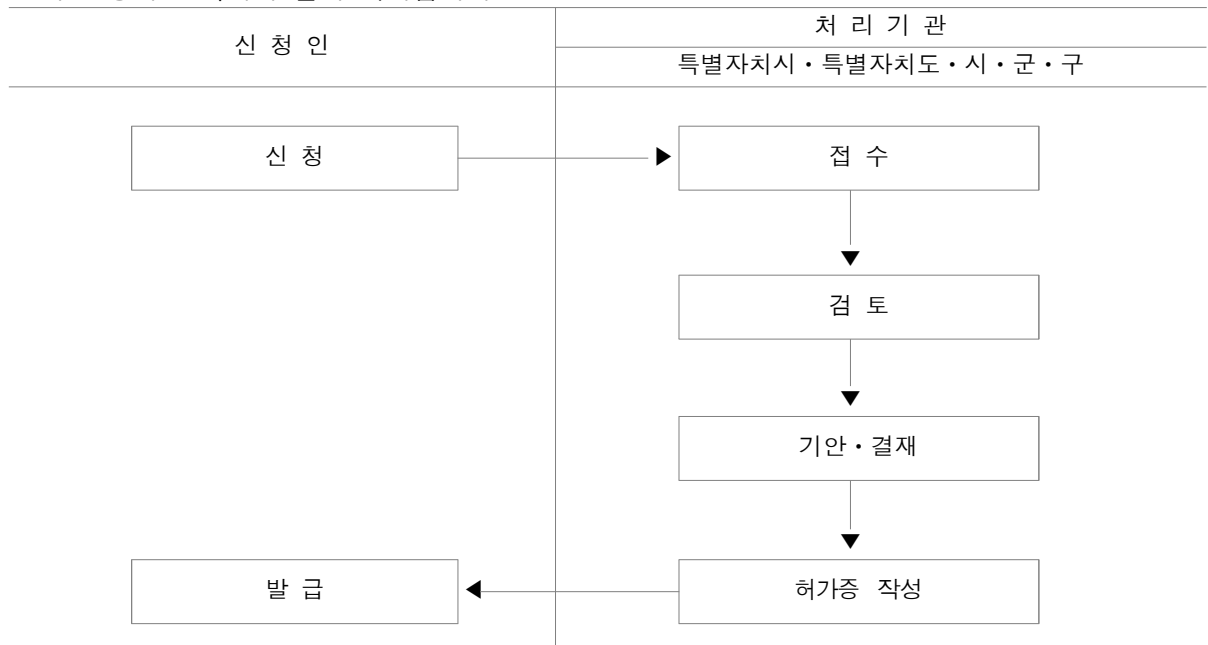 신 청 인
처 리 기 관
특별자치시・특별자치도・시・군・구
신 청
접 수
검 토
기안・결재
발 급
허가증 작성